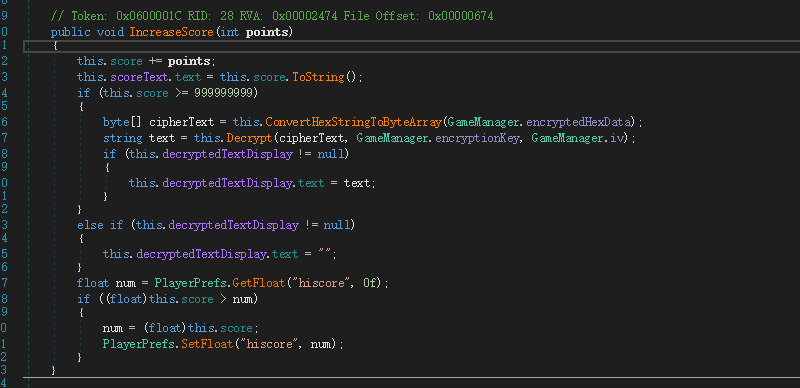 9 // Token: 0x0600001C RID: 28 RVA: 0x00002474 File Offset: 0x00000674
0 public void IncreaseScore(int points)
1 {
2 this.score += points;
3 this.scoreText.text = this.score.ToString();
4 if (this.score >= 999999999)
5 {
6 byte[] cipherText = this.ConvertHexStringToByteArray(GameManager.encryptedHexData);
7 string text = this.Decrypt(cipherText, GameManager.encryptionKey, GameManager.iv);
8 if (this.decryptedTextDisplay != null)
9 {
0 this.decryptedTextDisplay.text = text;
1 }
2 }
3 else if (this.decryptedTextDisplay != null)
4 {
5 this.decryptedTextDisplay.text = "";
6 }
7 float num = PlayerPrefs.GetFloat("hiscore", 0f);
8 if ((float)this.score > num)
9 {
0 num = (float)this.score;
1 PlayerPrefs.SetFloat("hiscore", num);
2 }
3 }
4